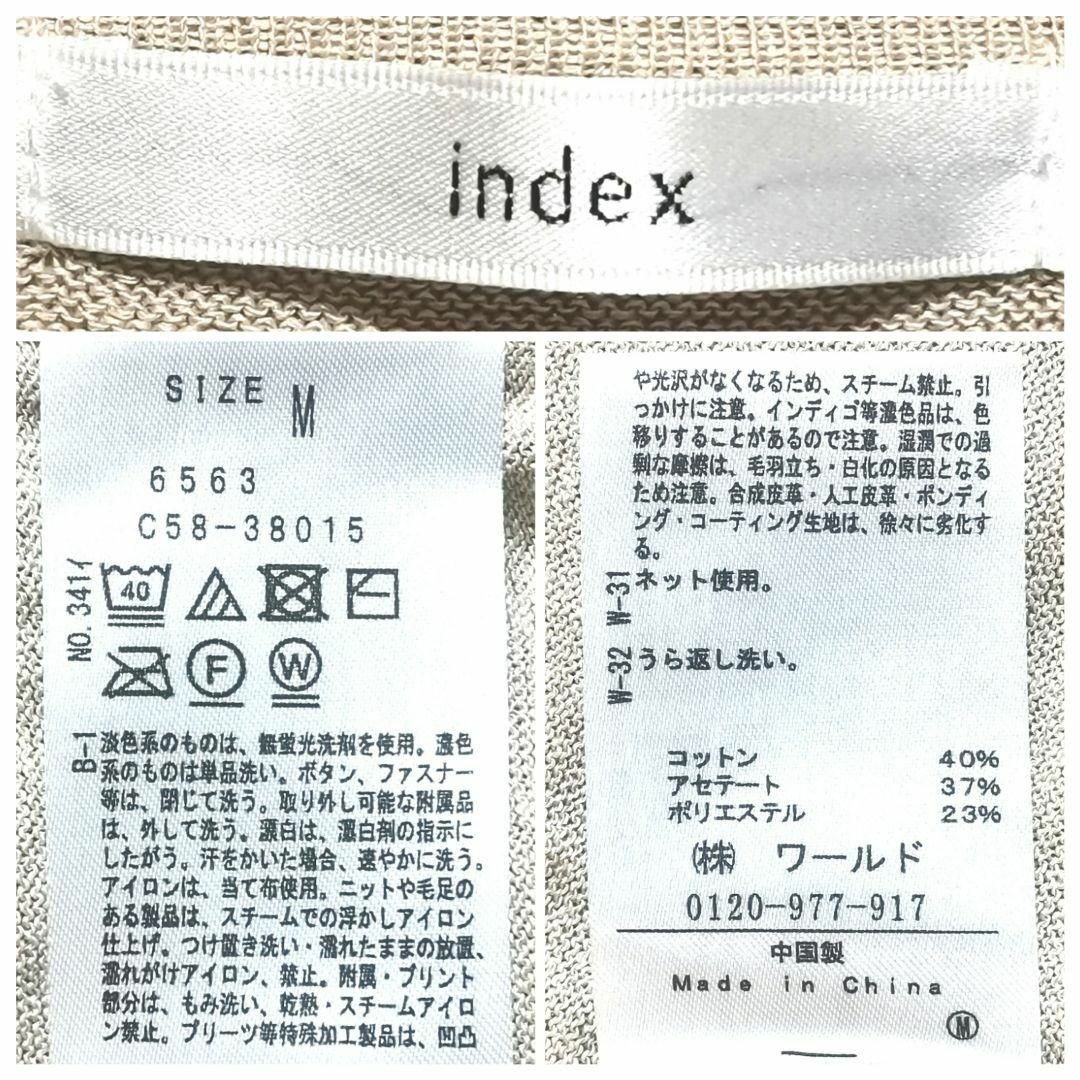 index
SIZE M
6563
C58-38015
NO.3411
40
F
W
B-1
淡色系のものは、無蛍光洗剤を使用。濃色
系のものは単品洗い。ボタン、ファスナー
等は、閉じて洗う。取り外し可能な附属品
は、外して洗う。漂白は、漂白剤の指示に
したがう。汗をかいた場合、速やかに洗う。
アイロンは、当て布使用。ニットや毛足の
ある製品は、スチームでの浮かしアイロン
仕上げ。つけ置き洗い・濡れたままの放置、
濡れがけアイロン、禁止。附属・プリント
部分は、もみ洗い、乾熱・スチームアイロ
ン禁止。プリーツ等特殊加工製品は、凹凸
や光沢がなくなるため、スチーム禁止。引
っかけに注意。インディゴ等濃色品は、色
移りすることがあるので注意。湿潤での過
剰な摩擦は、毛羽立ち・白化の原因となる
ため注意。合成皮革・人工皮革・ボンディ
ング・コーティング生地は、徐々に劣化す
る。
W-31 ネット使用。
W-32 うら返し洗い。
コットン 40%
アセテート 37%
ポリエステル 23%
(株) ワールド
0120-977-917
中国製
Made in China
M